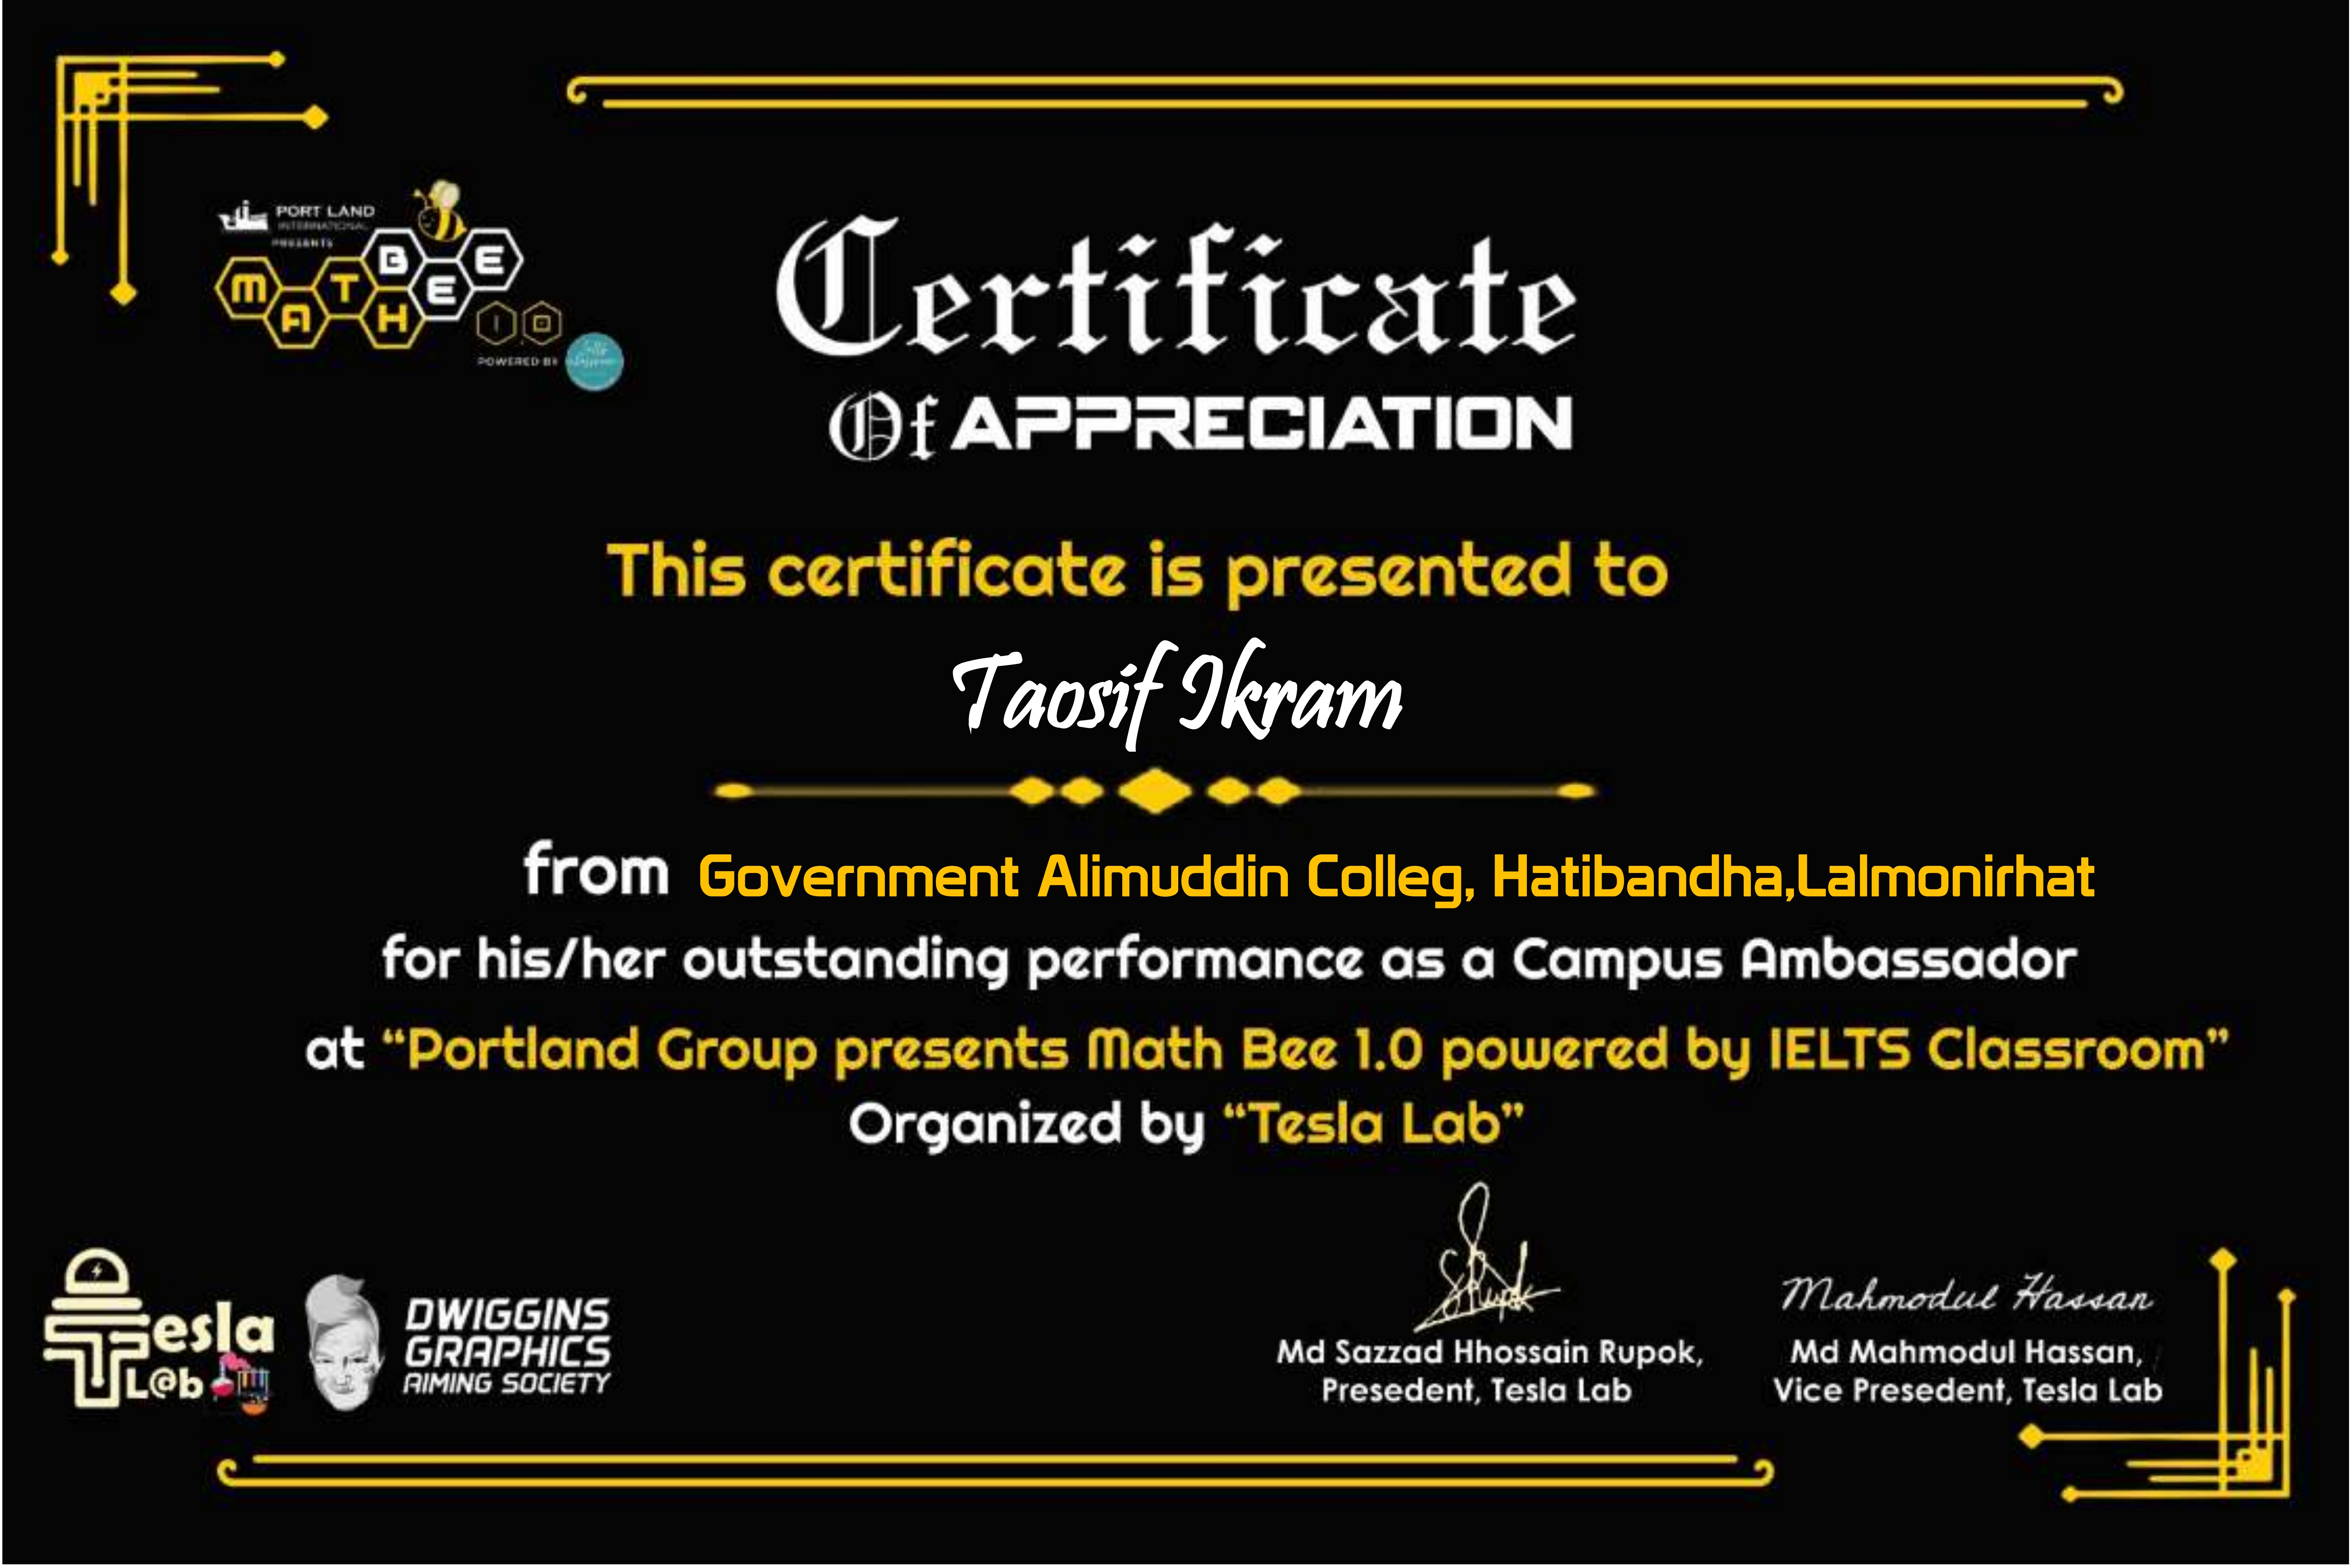 PORT LAND
INTERNATIONAL
PRESENTS
MATH BEE
1.0
POWERED BY
Certificate
Of APPRECIATION
This certificate is presented to
Taosif Ikram
from Government Alimuddin Colleg, Hatibandha,Lalmonirhat
for his/her outstanding performance as a Campus Ambassador
at “Portland Group presents Math Bee 1.0 powered by IELTS Classroom”
Organized by “Tesla Lab”
Tesla
L@b
DWIGGINS
GRAPHICS
AIMING SOCIETY
Mahmodul Hassan
Md Sazzad Hhossain Rupok,
Presedent, Tesla Lab
Md Mahmodul Hassan,
Vice Presedent, Tesla Lab